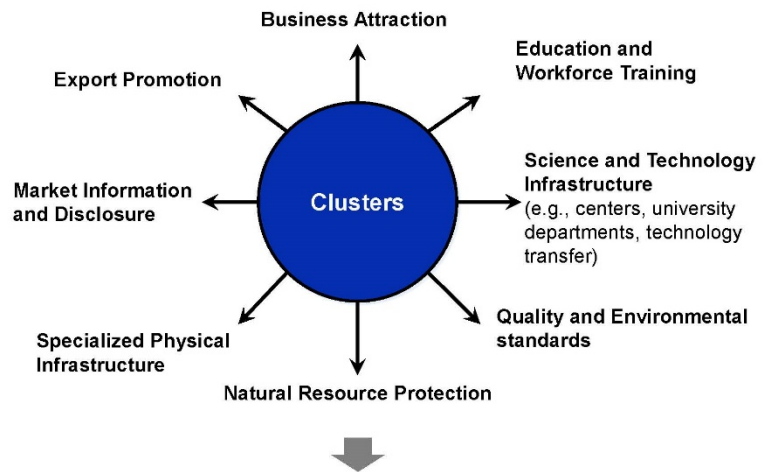 Business Attraction
Education and
Workforce Training
Export Promotion
Science and Technology
Infrastructure
(e.g., centers, university
departments, technology
transfer)
Market Information
and Disclosure
Clusters
Quality and Environmental
standards
Specialized Physical
Infrastructure
Natural Resource Protection